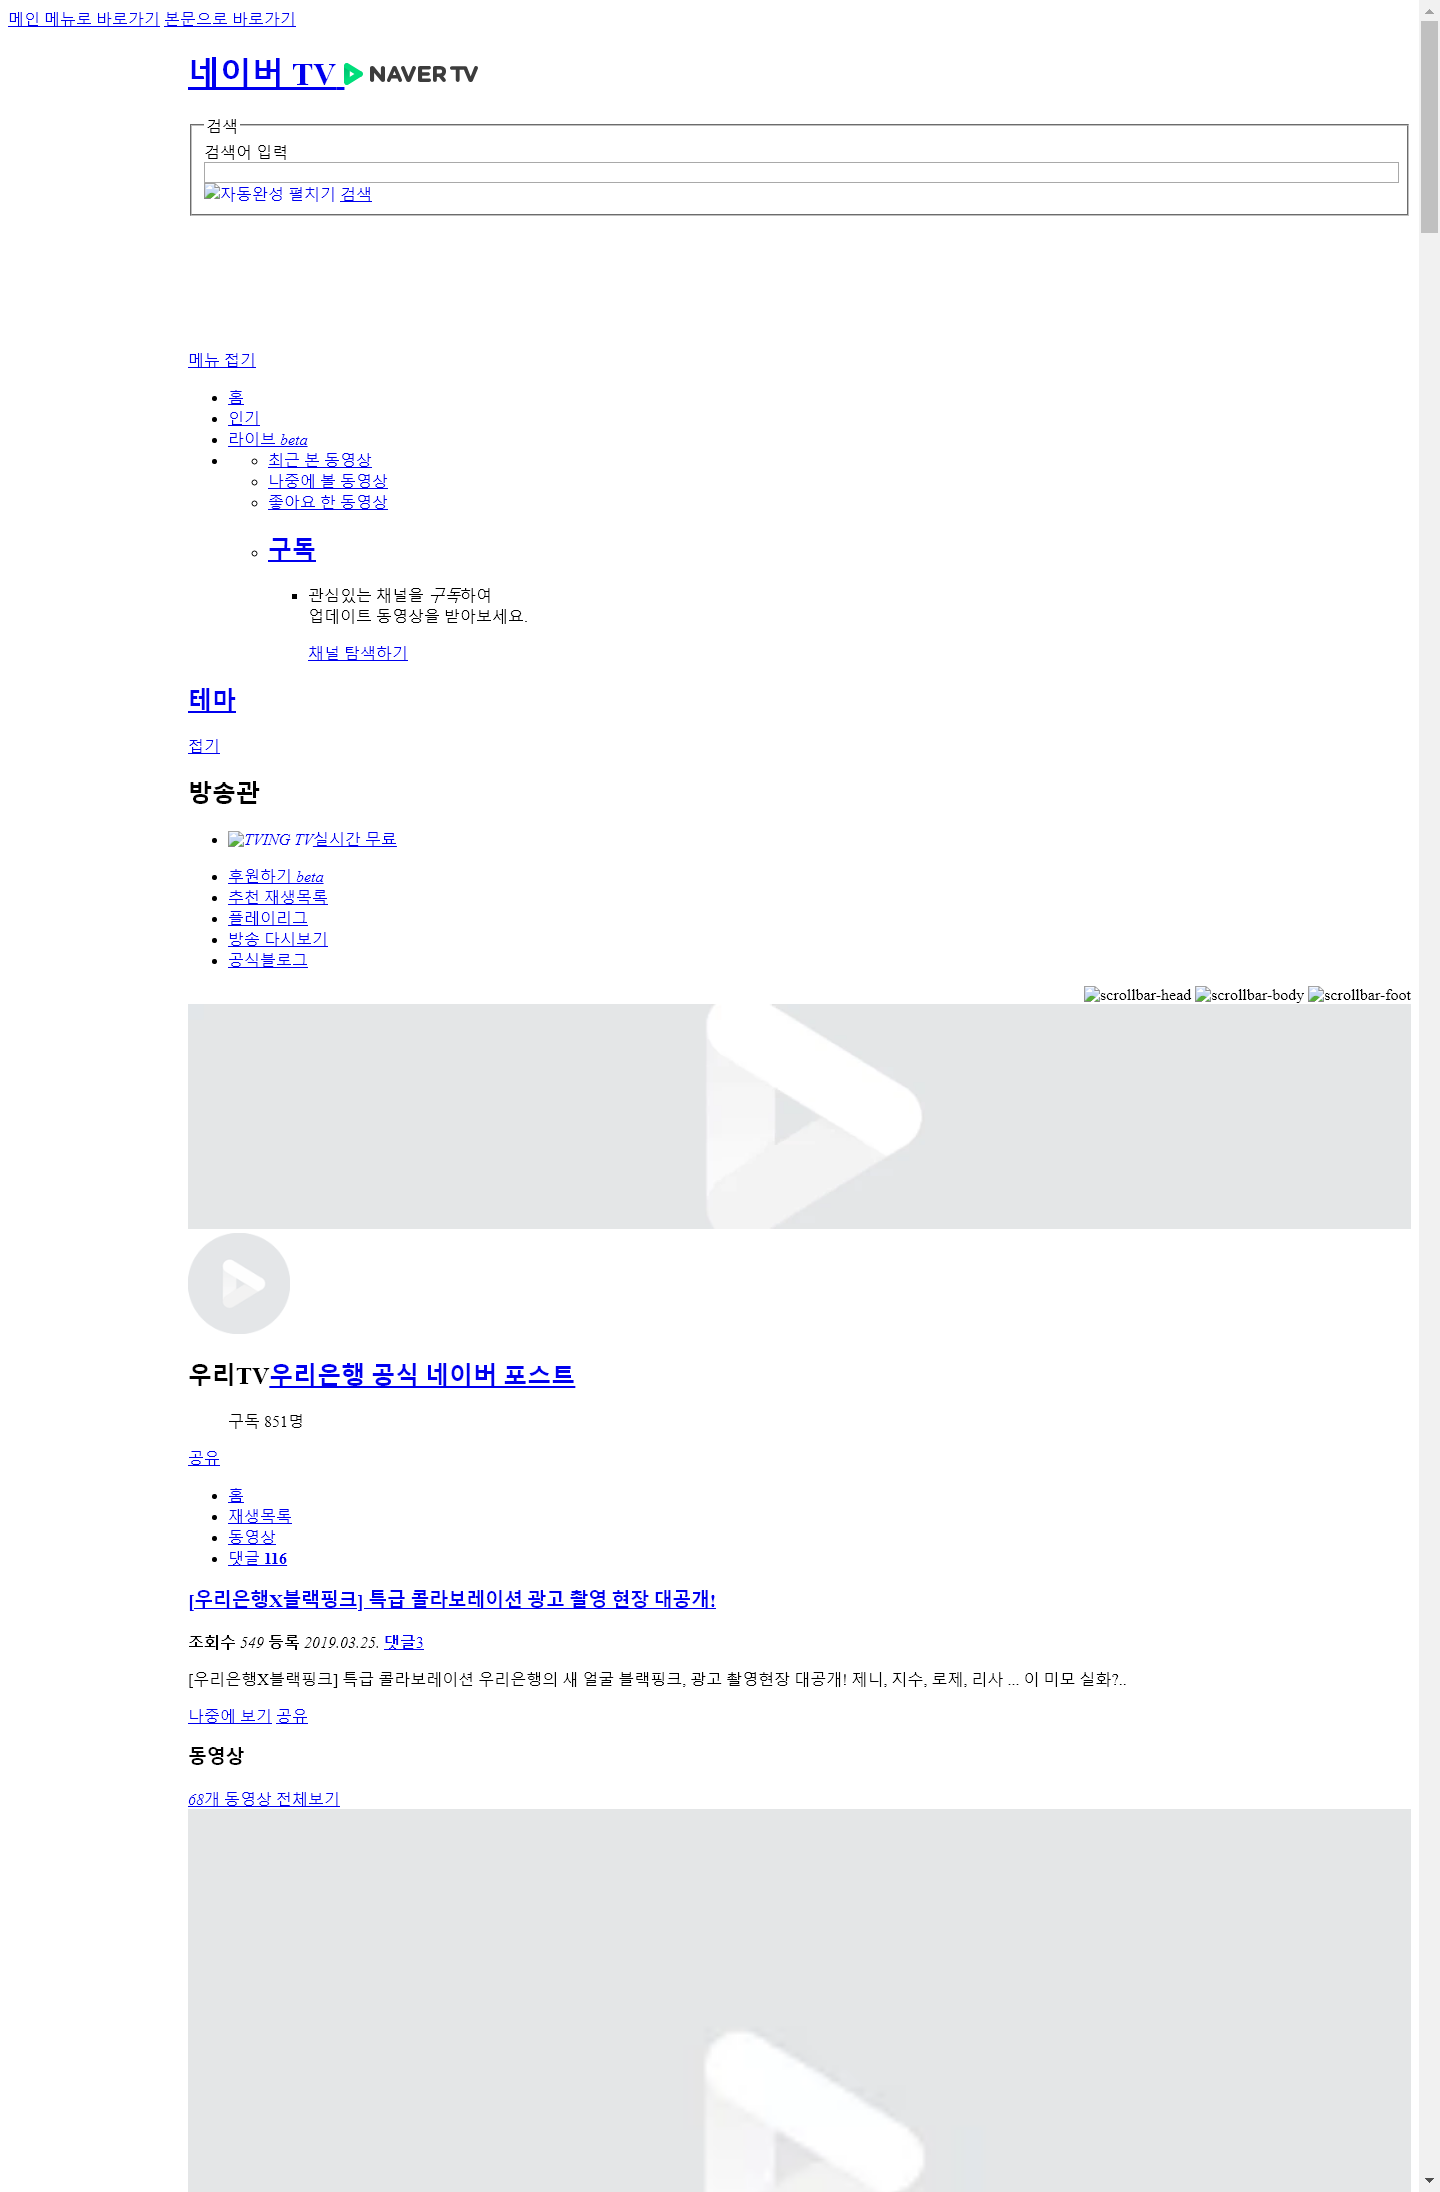 메인 메뉴로 바로가기 본문으로 바로가기
네이버 TV NAVER TV
검색
검색어 입력
자동완성 펼치기 검색
메뉴 접기
홈
인기
라이브 beta
최근 본 동영상
나중에 볼 동영상
좋아요 한 동영상
구독
관심있는 채널을 구독하여
업데이트 동영상을 받아보세요.
채널 탐색하기
테마
접기
방송관
TVING TV실시간 무료
후원하기 beta
추천 재생목록
플레이리그
방송 다시보기
공식블로그
scrollbar-head scrollbar-body scrollbar-foot
우리TV우리은행 공식 네이버 포스트
구독 851명
공유
홈
재생목록
동영상
댓글 116
[우리은행X블랙핑크] 특급 콜라보레이션 광고 촬영 현장 대공개!
조회수 549 등록 2019.03.25. 댓글3
[우리은행X블랙핑크] 특급 콜라보레이션 우리은행의 새 얼굴 블랙핑크, 광고 촬영현장 대공개! 제니, 지수, 로제, 리사 ... 이 미모 실화?..
나중에 보기 공유
동영상
68개 동영상 전체보기